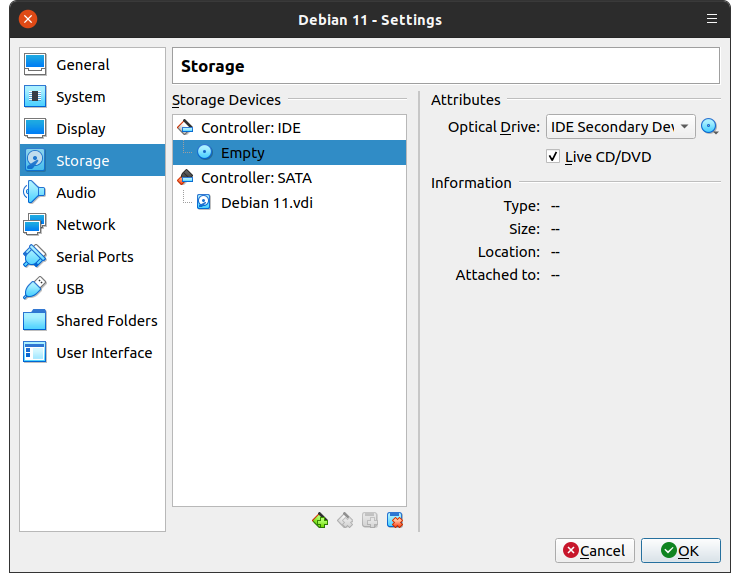 Debian 11 - Settings
General
System
Display
Storage
Audio
Network
Serial Ports
USB
Shared Folders
User Interface
Storage
Storage Devices
Controller: IDE
Empty
Controller: SATA
Debian 11.vdi
Attributes
Optical Drive: IDE Secondary Dev
Live CD/DVD
Information
Type: --
Size: --
Location: --
Attached to: --
Cancel
OK